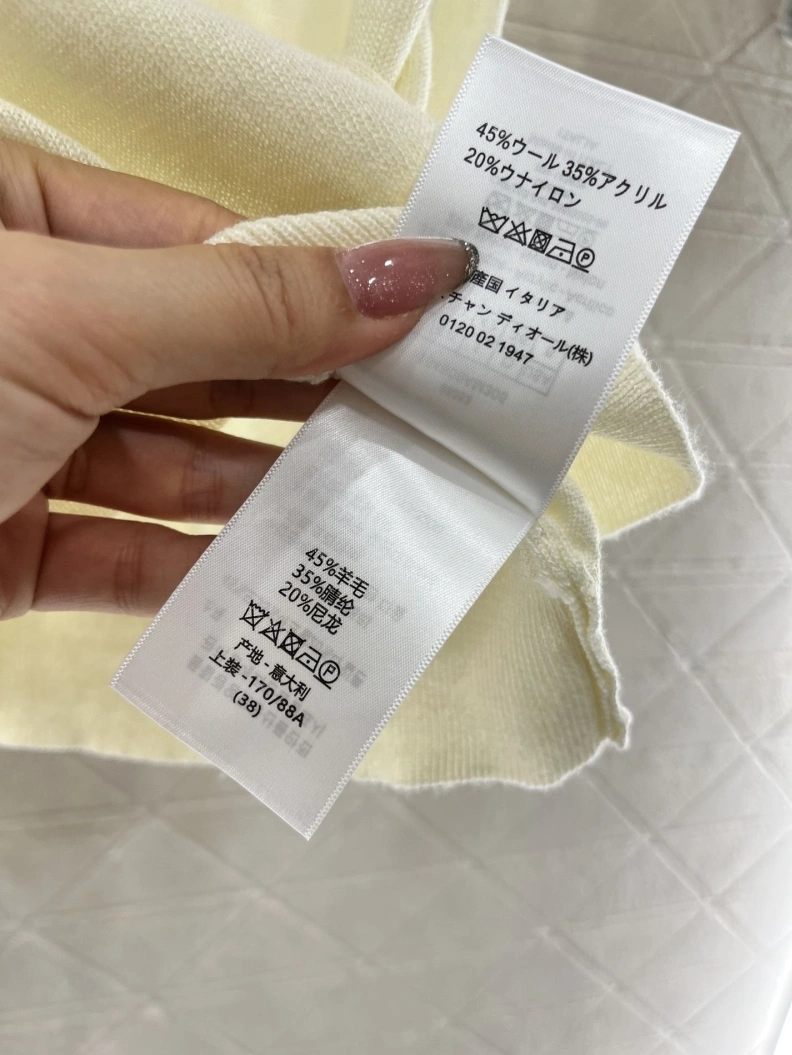 45%ウール 35%アクリル
20%ウナイロン
産国 イタリア
チャン ディオール(株)
0120 02 1947
45%羊毛
35%腈纶
20%尼龙
产地 - 意大利
上装 -170/88A
(38)